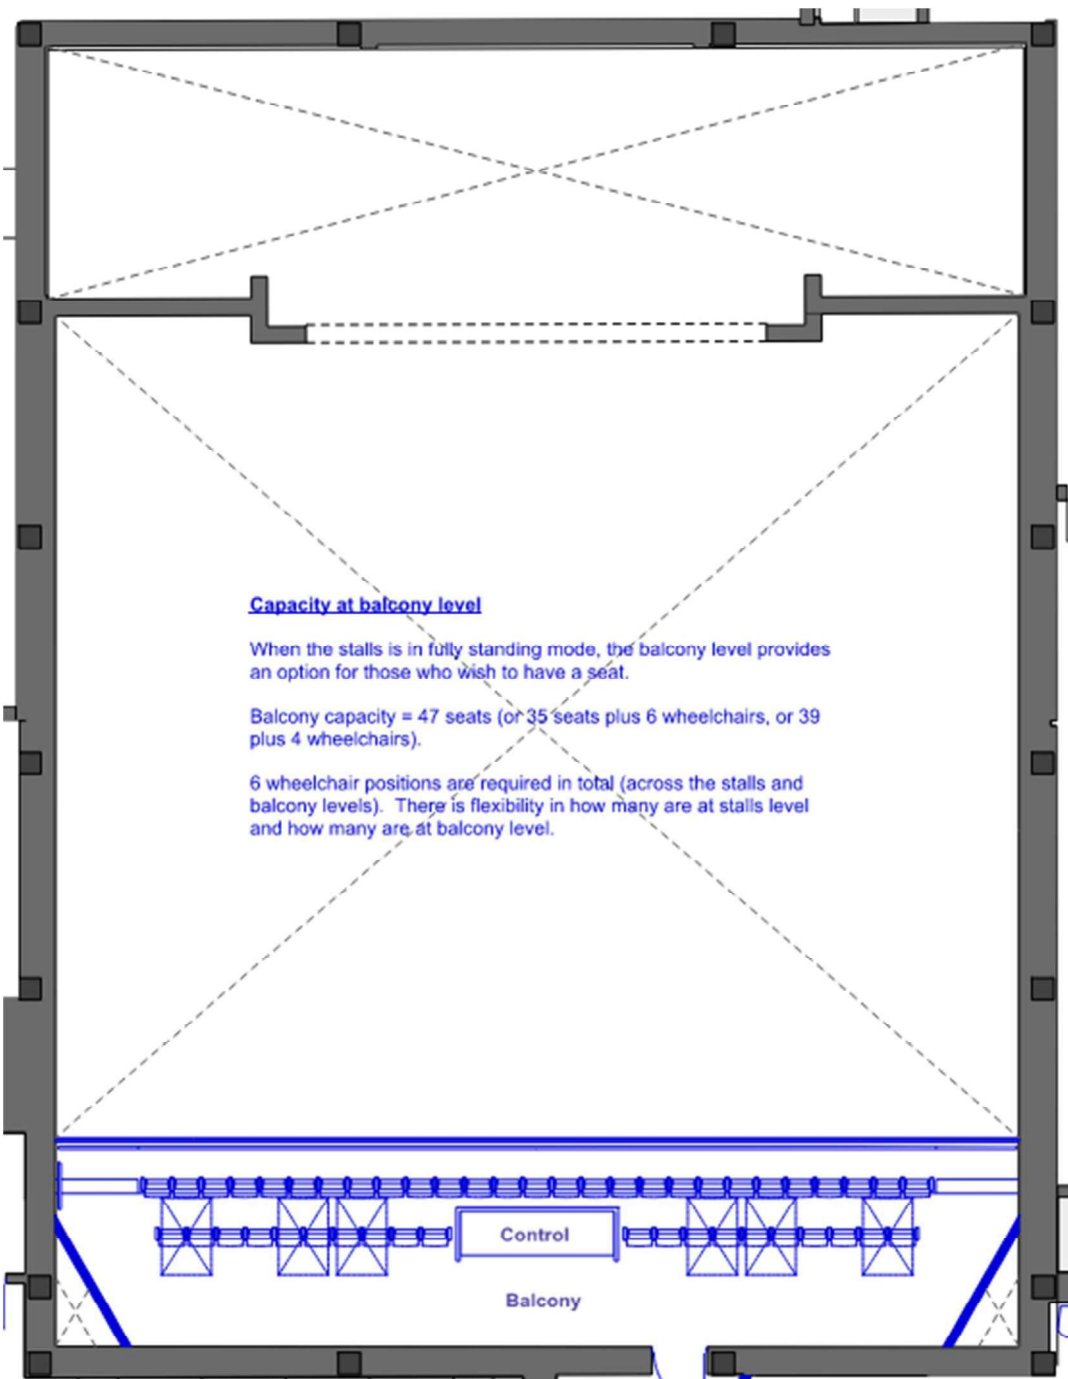 Capacity at balcony level
When the stalls is in fully standing mode, the balcony level provides
an option for those who wish to have a seat.
Balcony capacity = 47 seats (or 35 seats plus 6 wheelchairs, or 39
plus 4 wheelchairs).
6 wheelchair positions are required in total (across the stalls and
balcony levels).  There is flexibility in how many are at stalls level
and how many are at balcony level.
Control
Balcony